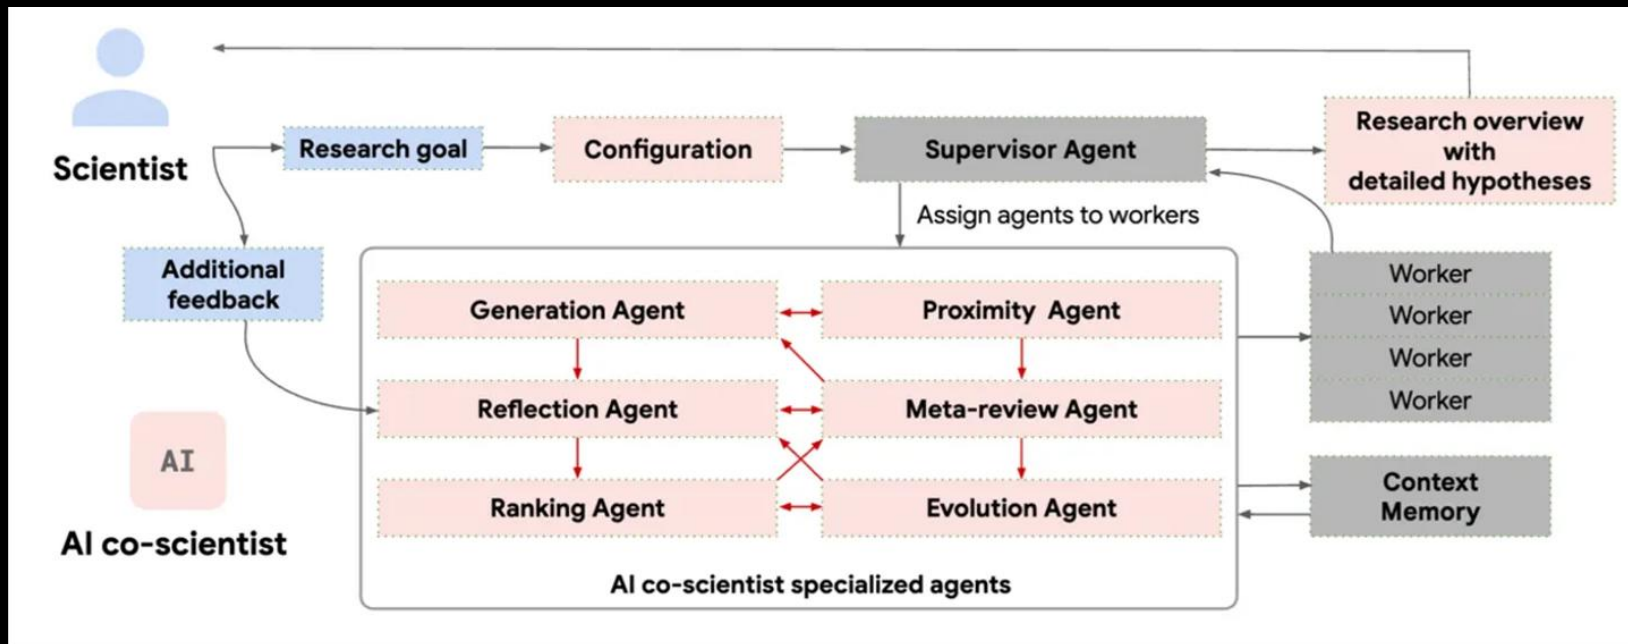 Scientist
Research goal
Configuration
Supervisor Agent
Research overview
with
detailed hypotheses
Assign agents to workers
Additional
feedback
Generation Agent
Proximity Agent
Reflection Agent
Meta-review Agent
Ranking Agent
Evolution Agent
AI co-scientist specialized agents
Worker
Worker
Worker
Worker
Context
Memory
AI
AI co-scientist